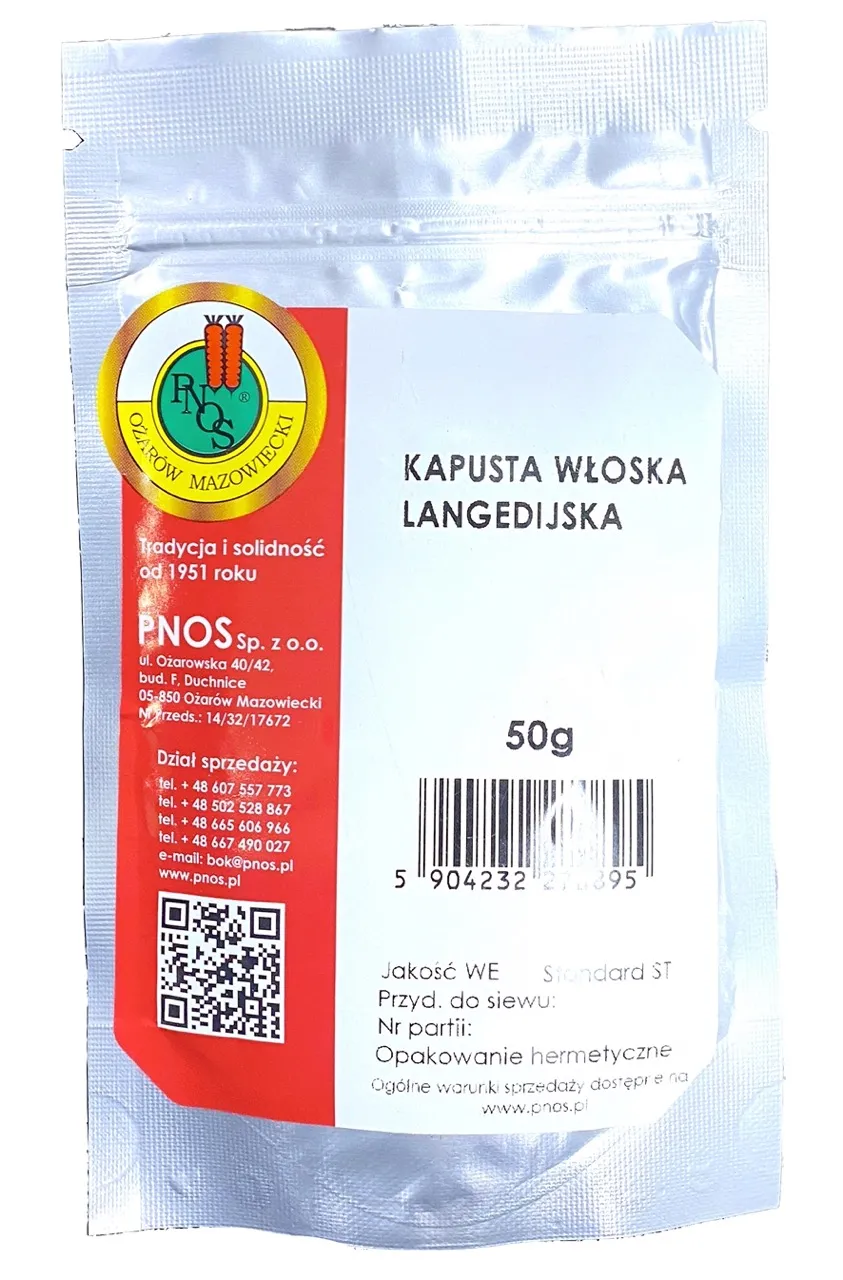 PNOS
®
OŻARÓW MAZOWIECKI
Tradycja i solidność
od 1951 roku
PNOS Sp. z o.o.
ul. Ożarowska 40/42,
bud. F, Duchnice
05-850 Ożarów Mazowiecki
Nr Przeds.: 14/32/17672
Dział sprzedaży:
tel. + 48 607 557 773
tel. + 48 502 528 867
tel. + 48 665 606 966
tel. + 48 667 490 027
e-mail: bok@pnos.pl
www.pnos.pl
KAPUSTA WŁOSKA
LANGEDIJSKA
50g
5 904232
Jakość WE Standard ST
Przyd. do siewu:
Nr partii:
Opakowanie hermetyczne
Ogólne warunki sprzedaży dostępne na
www.pnos.pl